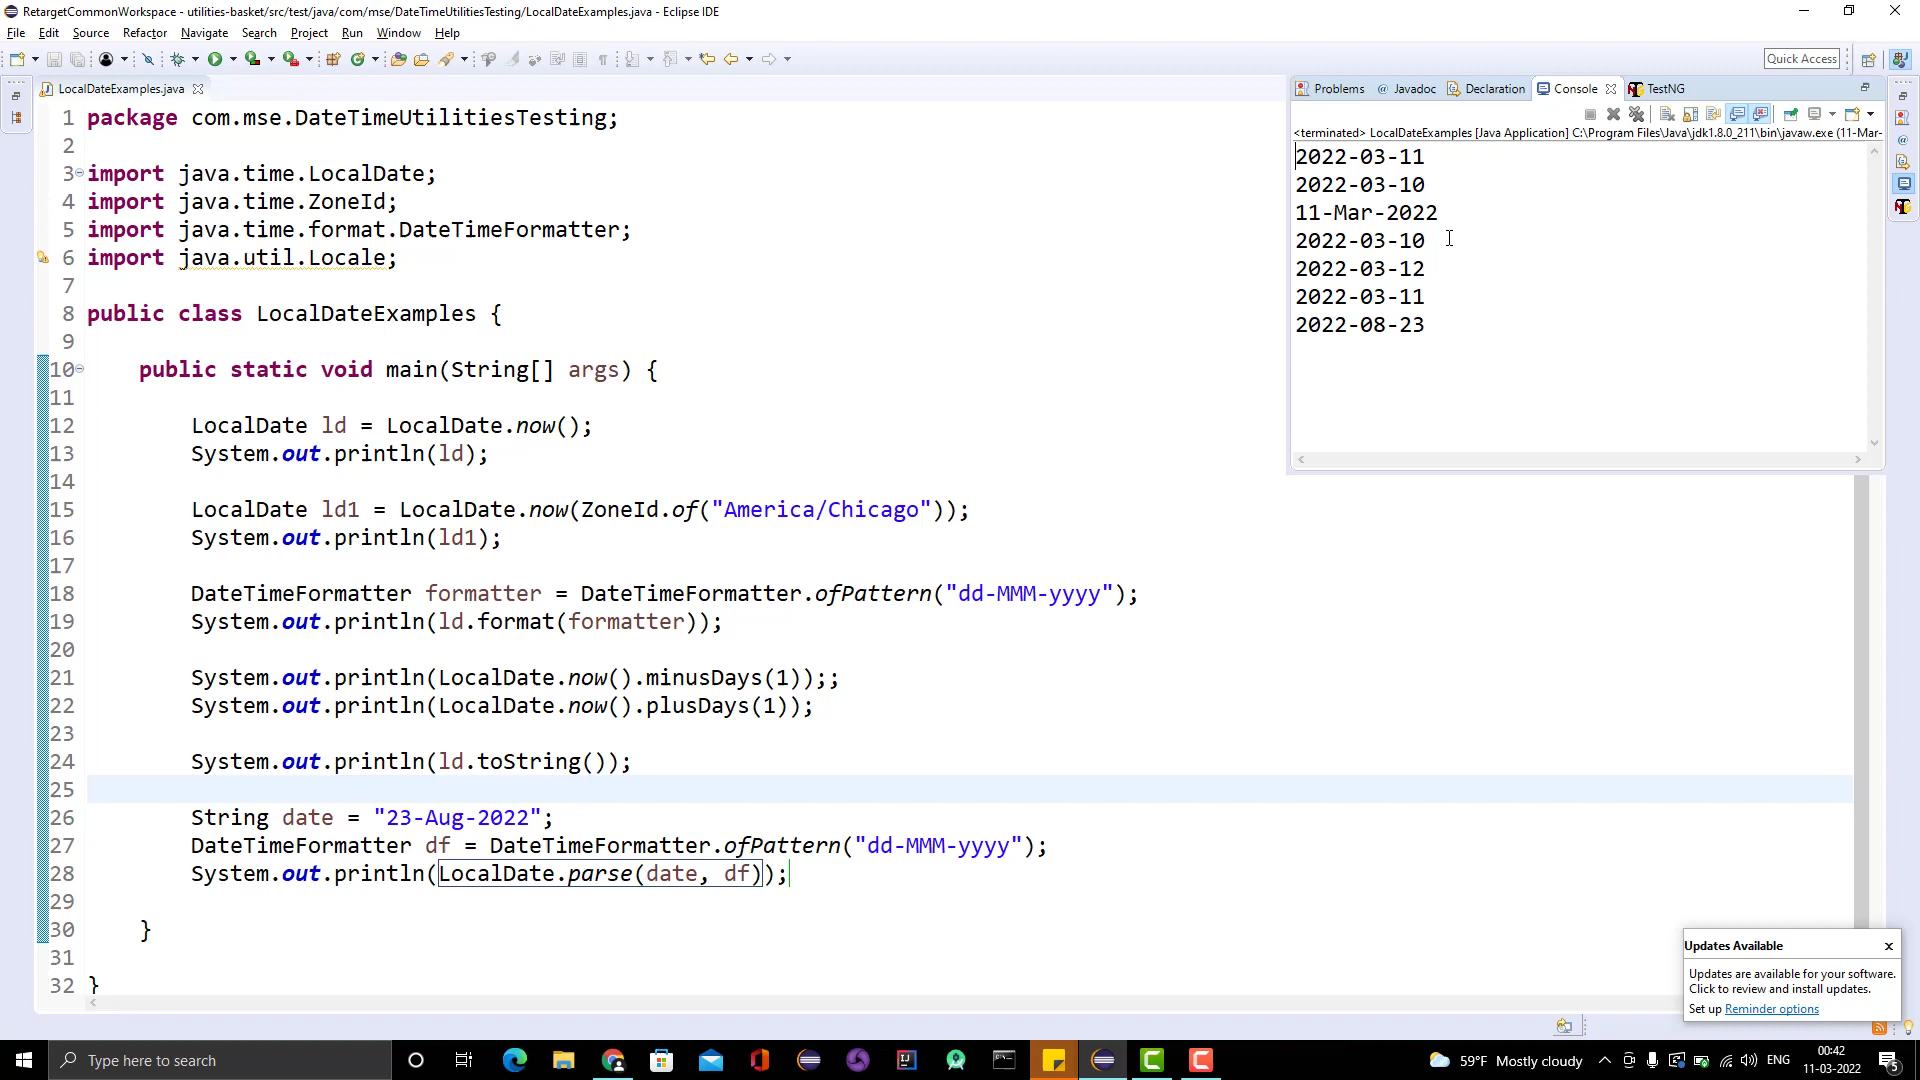 RetargetCommonWorkspace - utilities-basket/src/test/java/com/mse/DateTimeUtilitiesTesting/LocalDateExamples.java - Eclipse IDE
File Edit Source Refactor Navigate Search Project Run Window Help
Quick Access
LocalDateExamples.java
1 package com.mse.DateTimeUtilitiesTesting;
2
3 import java.time.LocalDate;
4 import java.time.ZoneId;
5 import java.time.format.DateTimeFormatter;
6 import java.util.Locale;
7
8 public class LocalDateExamples {
9
10 public static void main(String[] args) {
11
12 LocalDate ld = LocalDate.now();
13 System.out.println(ld);
14
15 LocalDate ld1 = LocalDate.now(ZoneId.of("America/Chicago"));
16 System.out.println(ld1);
17
18 DateTimeFormatter formatter = DateTimeFormatter.ofPattern("dd-MMM-yyyy");
19 System.out.println(ld.format(formatter));
20
21 System.out.println(LocalDate.now().minusDays(1));;
22 System.out.println(LocalDate.now().plusDays(1));
23
24 System.out.println(ld.toString());
25
26 String date = "23-Aug-2022";
27 DateTimeFormatter df = DateTimeFormatter.ofPattern("dd-MMM-yyyy");
28 System.out.println(LocalDate.parse(date, df));
29
30 }
31
32 }
Problems @ Javadoc Declaration Console TestNG
<terminated> LocalDateExamples [Java Application] C:\Program Files\Java\jdk1.8.0_211\bin\javaw.exe (11-Mar-
2022-03-11
2022-03-10
11-Mar-2022
2022-03-10
2022-03-12
2022-03-11
2022-08-23
Updates Available
Updates are available for your software.
Click to review and install updates.
Set up Reminder options
Type here to search
59°F Mostly cloudy
ENG
00:42
11-03-2022
5